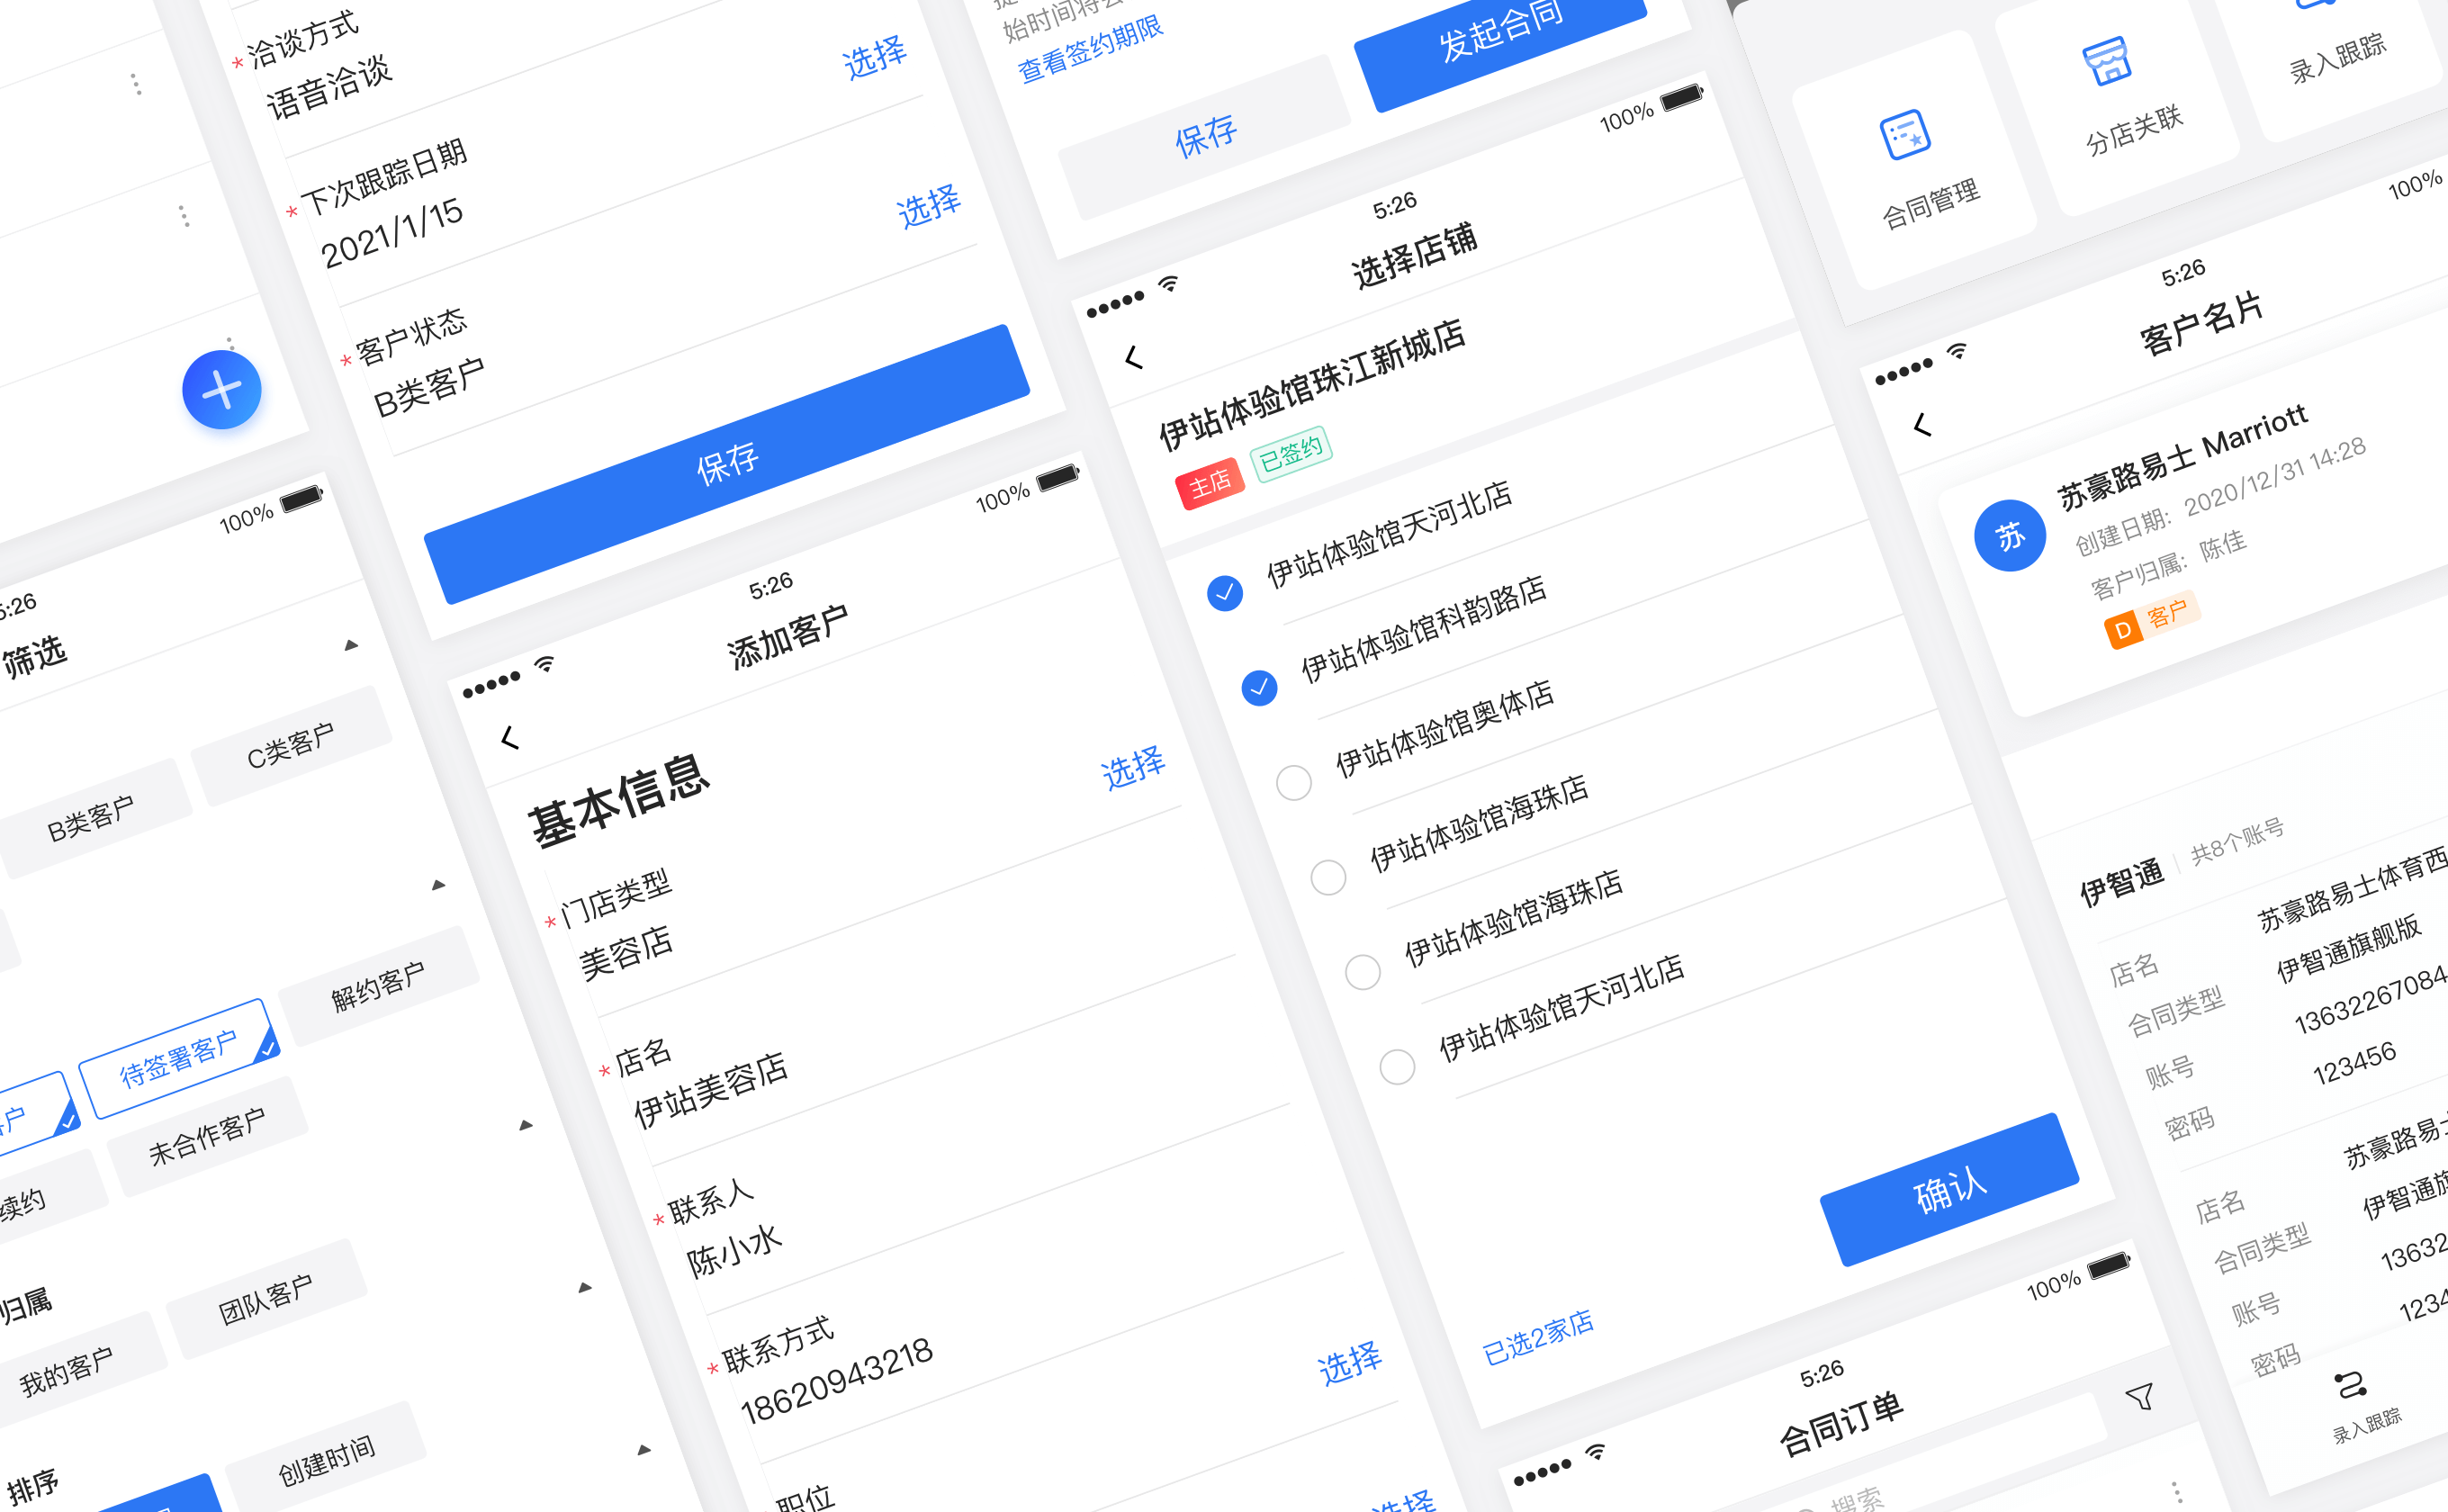 100%
5:26
筛选
C类客户
B类客户
解约客户
待签署客户
未合作客户
续约
归属
团队客户
我的客户
排序
创建时间
* 洽谈方式
语音洽谈
选择
* 下次跟踪日期
2021/1/15
选择
* 客户状态
B类客户
保存
100%
5:26
添加客户
基本信息
选择
* 门店类型
美容店
* 店名
伊站美容店
* 联系人
陈小水
* 联系方式
18620943218
选择
职位
选择
始时间将会
查看签约期限
保存
发起合同
100%
5:26
选择店铺
伊站体验馆珠江新城店
主店 已签约
伊站体验馆天河北店
伊站体验馆科韵路店
伊站体验馆奥体店
伊站体验馆海珠店
伊站体验馆海珠店
伊站体验馆天河北店
确认
已选2家店
100%
5:26
合同订单
搜索
合同管理
分店关联
录入跟踪
100%
5:26
客户名片
苏
苏豪路易士 Marriott
创建日期: 2020/12/31 14:28
客户归属: 陈佳
D 客户
伊智通 共8个账号
店名 苏豪路易士体育西
合同类型 伊智通旗舰版
账号 13632267084
密码 123456
店名 苏豪路易士
合同类型 伊智通旗
账号 13632
密码 1234
录入跟踪